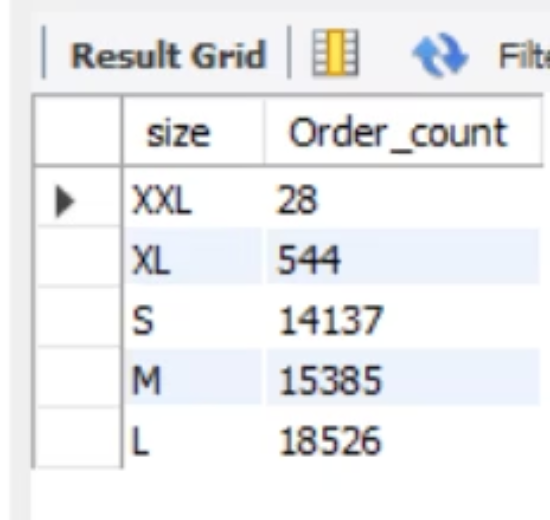 Result Grid
size Order_count
XXL 28
XL 544
S 14137
M 15385
L 18526